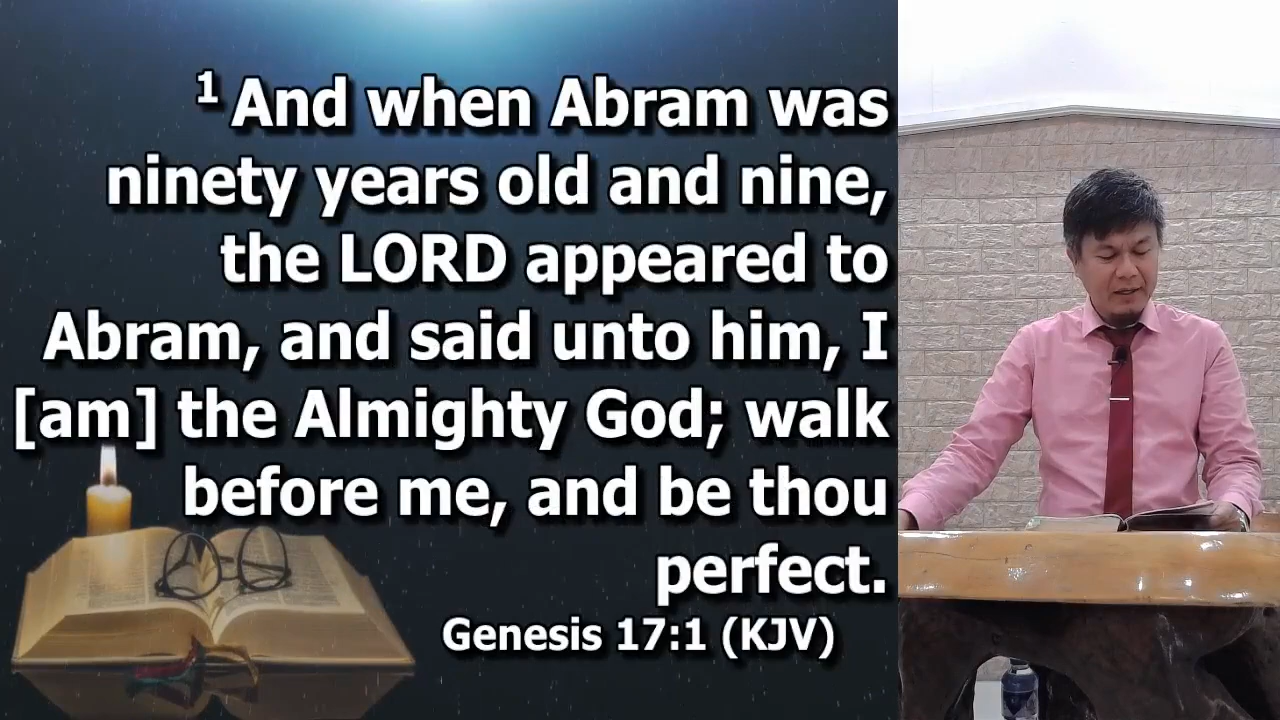 1 And when Abram was
ninety years old and nine,
the LORD appeared to
Abram, and said unto him, I
[am] the Almighty God; walk
before me, and be thou
perfect.
Genesis 17:1 (KJV)